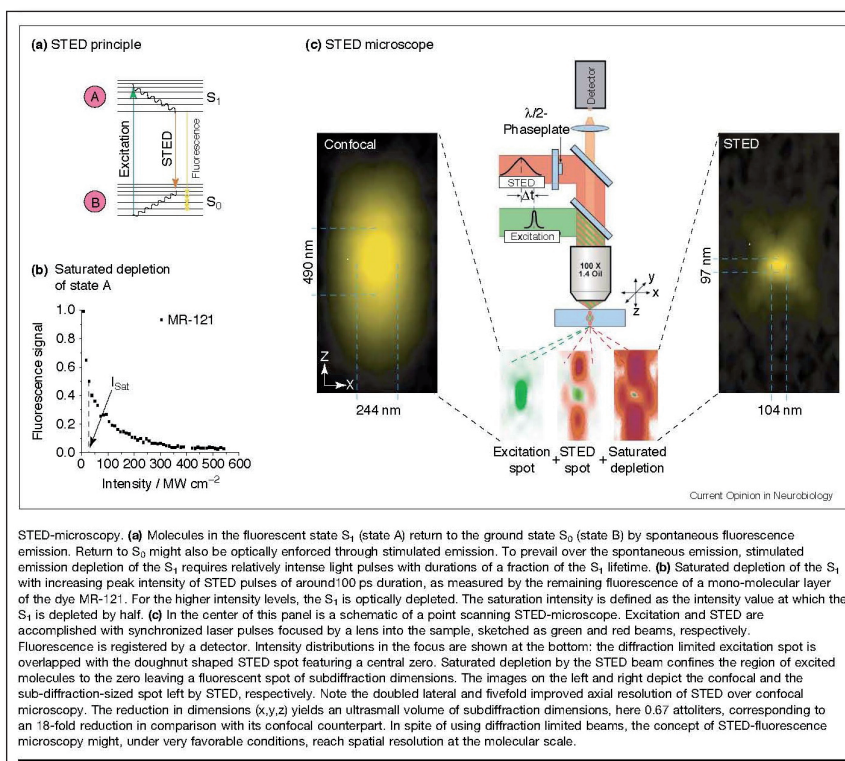 (a) STED principle
A
S1
Excitation
STED
Fluorescence
B
S0
(b) Saturated depletion
of state A
MR-121
ISat
Fluorescence signal
1.0
0.8
0.6
0.4
0.2
0.0
0 100 200 300 400 500 600
Intensity / MW cm−2
(c) STED microscope
Detector
λ/2-
Phaseplate
Confocal
STED
STED
Δt
Excitation
490 nm
97 nm
100 X
1.4 Oil
y
x
z
Z
X
244 nm
104 nm
Excitation
spot
+
STED
spot
+
Saturated
depletion
Current Opinion in Neurobiology
STED-microscopy. (a) Molecules in the fluorescent state S1 (state A) return to the ground state S0 (state B) by spontaneous fluorescence
emission. Return to S0 might also be optically enforced through stimulated emission. To prevail over the spontaneous emission, stimulated
emission depletion of the S1 requires relatively intense light pulses with durations of a fraction of the S1 lifetime. (b) Saturated depletion of the S1
with increasing peak intensity of STED pulses of around100 ps duration, as measured by the remaining fluorescence of a mono-molecular layer
of the dye MR-121. For the higher intensity levels, the S1 is optically depleted. The saturation intensity is defined as the intensity value at which the
S1 is depleted by half. (c) In the center of this panel is a schematic of a point scanning STED-microscope. Excitation and STED are
accomplished with synchronized laser pulses focused by a lens into the sample, sketched as green and red beams, respectively.
Fluorescence is registered by a detector. Intensity distributions in the focus are shown at the bottom: the diffraction limited excitation spot is
overlapped with the doughnut shaped STED spot featuring a central zero. Saturated depletion by the STED beam confines the region of excited
molecules to the zero leaving a fluorescent spot of subdiffraction dimensions. The images on the left and right depict the confocal and the
sub-diffraction-sized spot left by STED, respectively. Note the doubled lateral and fivefold improved axial resolution of STED over confocal
microscopy. The reduction in dimensions (x,y,z) yields an ultrasmall volume of subdiffraction dimensions, here 0.67 attoliters, corresponding to
an 18-fold reduction in comparison with its confocal counterpart. In spite of using diffraction limited beams, the concept of STED-fluorescence
microscopy might, under very favorable conditions, reach spatial resolution at the molecular scale.